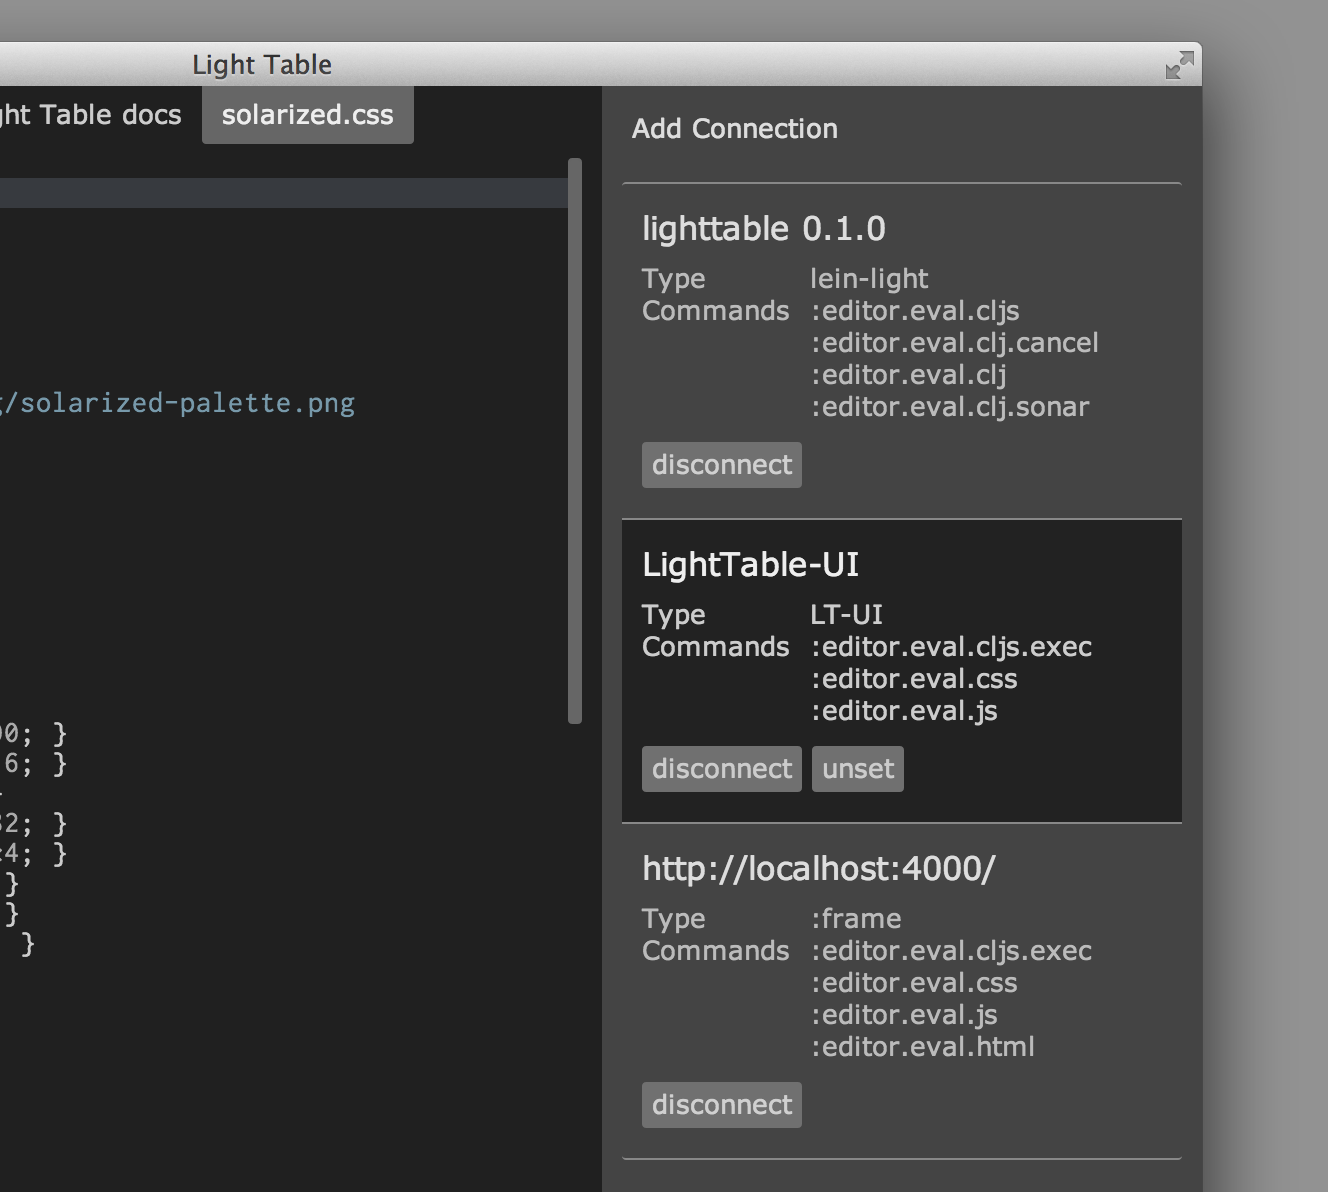 Light Table
ght Table docs
solarized.css
g/solarized-palette.png
00; }
6; }
32; }
4; }
}
}
}
Add Connection
lighttable 0.1.0
Type lein-light
Commands :editor.eval.cljs
:editor.eval.clj.cancel
:editor.eval.clj
:editor.eval.clj.sonar
disconnect
LightTable-UI
Type LT-UI
Commands :editor.eval.cljs.exec
:editor.eval.css
:editor.eval.js
disconnect unset
http://localhost:4000/
Type :frame
Commands :editor.eval.cljs.exec
:editor.eval.css
:editor.eval.js
:editor.eval.html
disconnect